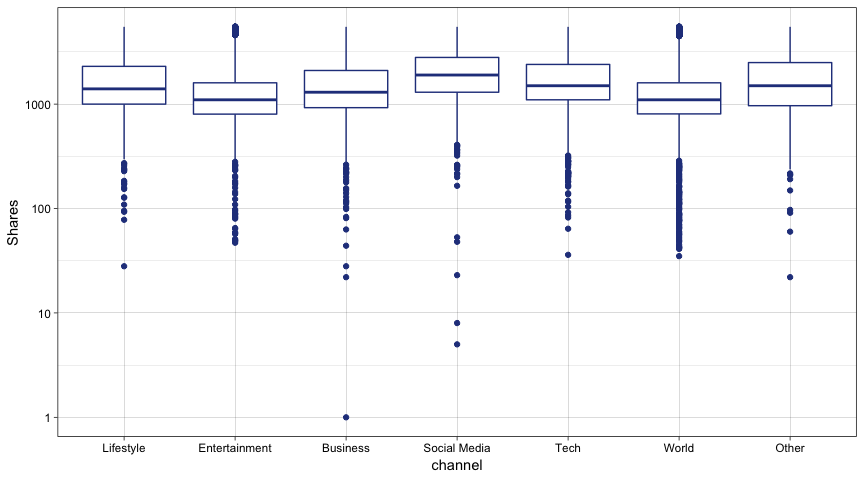 Shares
1000
100
10
1
Lifestyle Entertainment Business Social Media Tech World Other
channel